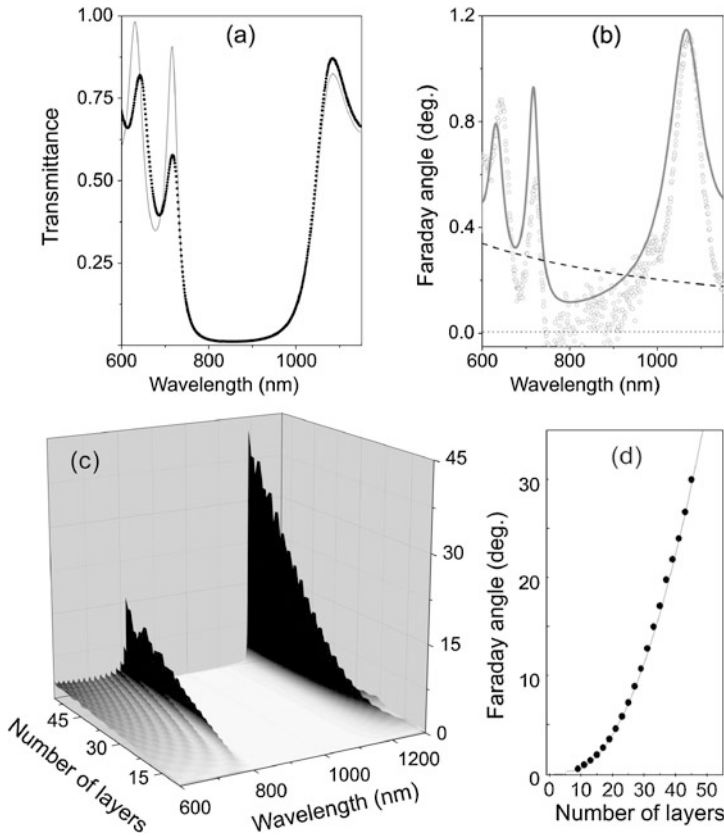 (a)
Transmittance
1.00
0.75
0.50
0.25
600
800
1000
Wavelength (nm)
(b)
Faraday angle (deg.)
1.2
0.8
0.4
0.0
600
800
1000
Wavelength (nm)
(c)
45
30
15
0
45
30
15
Number of layers
600
800
1000
1200
Wavelength (nm)
(d)
Faraday angle (deg.)
30
20
10
0
0
10
20
30
40
50
Number of layers